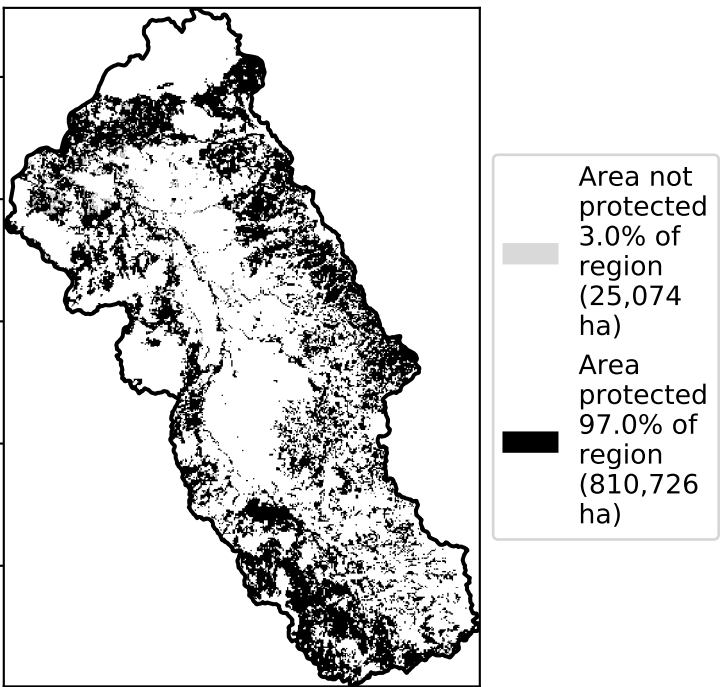 Area not
protected
3.0% of
region
(25,074
ha)
Area
protected
97.0% of
region
(810,726
ha)